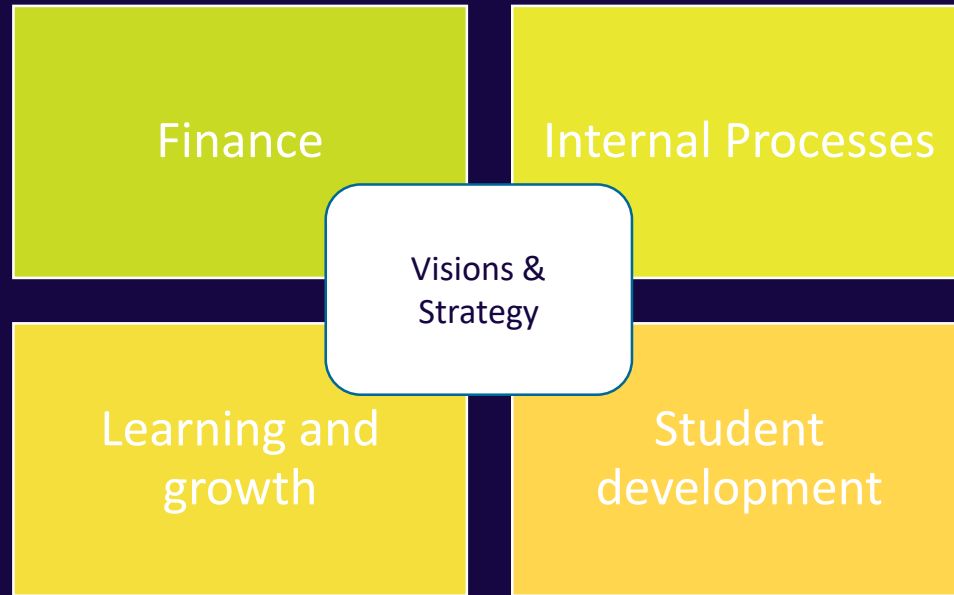 Finance
Internal Processes
Visions &
Strategy
Learning and
growth
Student
development